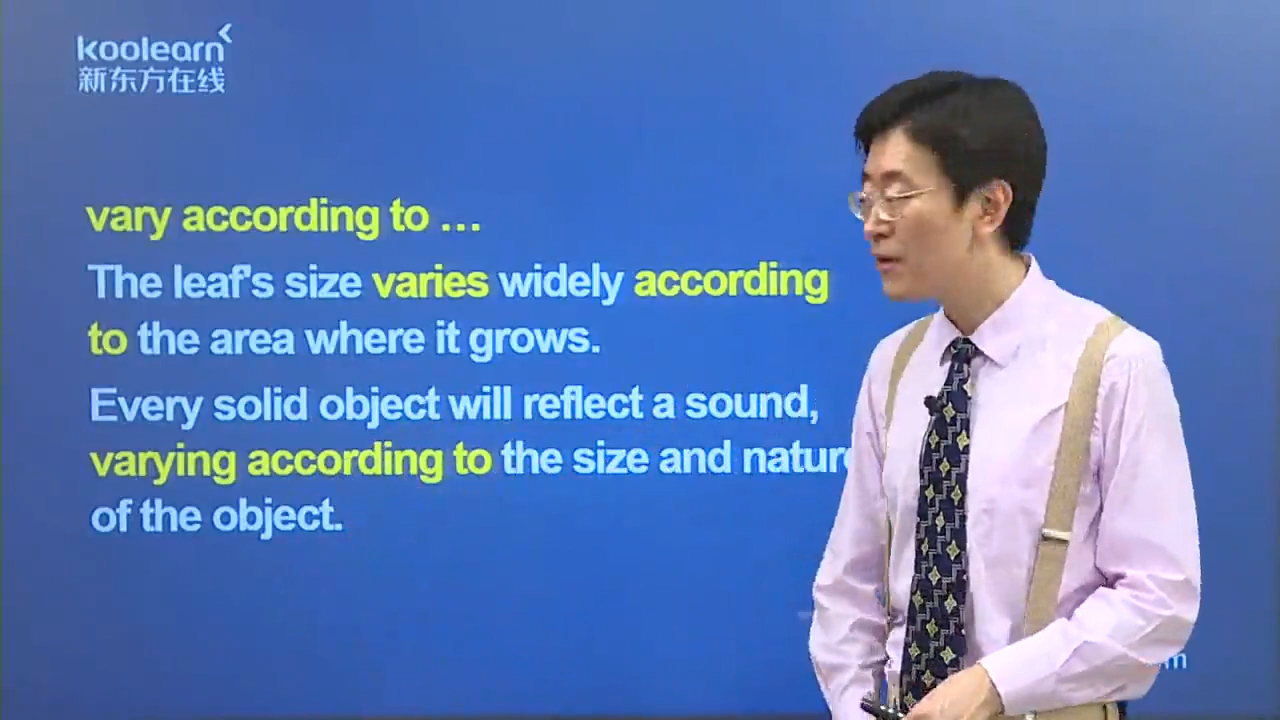 koolearn
新东方在线
vary according to …
The leaf's size varies widely according
to the area where it grows.
Every solid object will reflect a sound,
varying according to the size and nature
of the object.